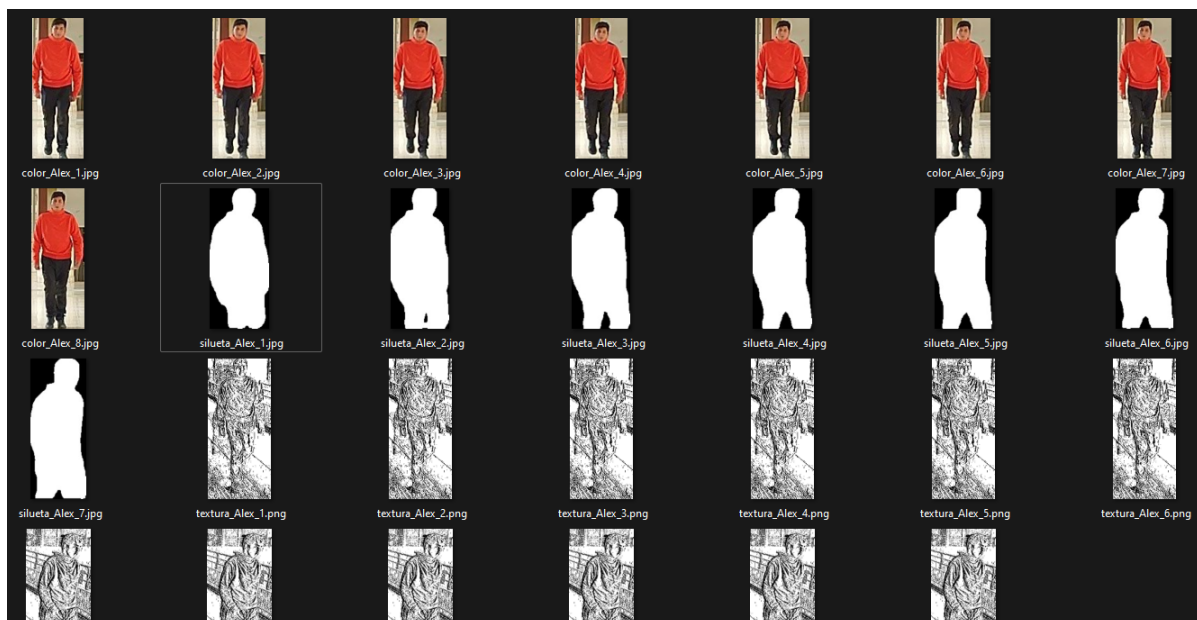 color_Alex_1.jpg
color_Alex_2.jpg
color_Alex_3.jpg
color_Alex_4.jpg
color_Alex_5.jpg
color_Alex_6.jpg
color_Alex_7.jpg
color_Alex_8.jpg
silueta_Alex_1.jpg
silueta_Alex_2.jpg
silueta_Alex_3.jpg
silueta_Alex_4.jpg
silueta_Alex_5.jpg
silueta_Alex_6.jpg
silueta_Alex_7.jpg
textura_Alex_1.png
textura_Alex_2.png
textura_Alex_3.png
textura_Alex_4.png
textura_Alex_5.png
textura_Alex_6.png